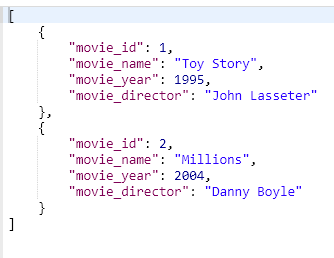 [
    {
        "movie_id": 1,
        "movie_name": "Toy Story",
        "movie_year": 1995,
        "movie_director": "John Lasseter"
    },
    {
        "movie_id": 2,
        "movie_name": "Millions",
        "movie_year": 2004,
        "movie_director": "Danny Boyle"
    }
]